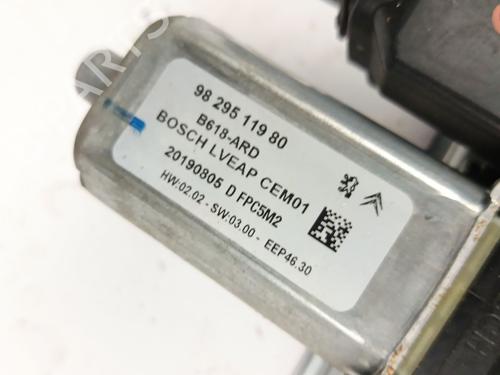 98 295 119 80
B618-ARD
BOSCH LVEAP CEM01
20190805 D FPC5M2
HW:02.02 - SW.03.00 - EEP46.30